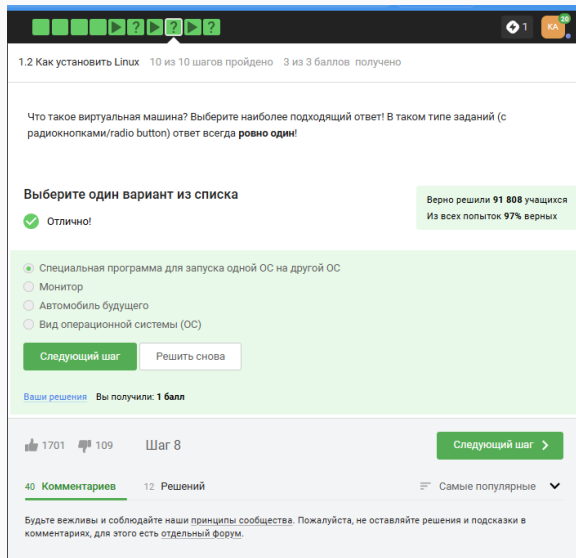 ? ? ?
1
KA
20
1.2 Как установить Linux 10 из 10 шагов пройдено 3 из 3 баллов получено
Что такое виртуальная машина? Выберите наиболее подходящий ответ! В таком типе заданий (с
радиокнопками/radio button) ответ всегда ровно один!
Выберите один вариант из списка
Отлично!
Верно решили 91 808 учащихся
Из всех попыток 97% верных
Специальная программа для запуска одной ОС на другой ОС
Монитор
Автомобиль будущего
Вид операционной системы (ОС)
Следующий шаг
Решить снова
Ваши решения Вы получили: 1 балл
1701 109 Шаг 8
Следующий шаг
40 Комментариев 12 Решений
Самые популярные
Будьте вежливы и соблюдайте наши принципы сообщества. Пожалуйста, не оставляйте решения и подсказки в
комментариях, для этого есть отдельный форум.